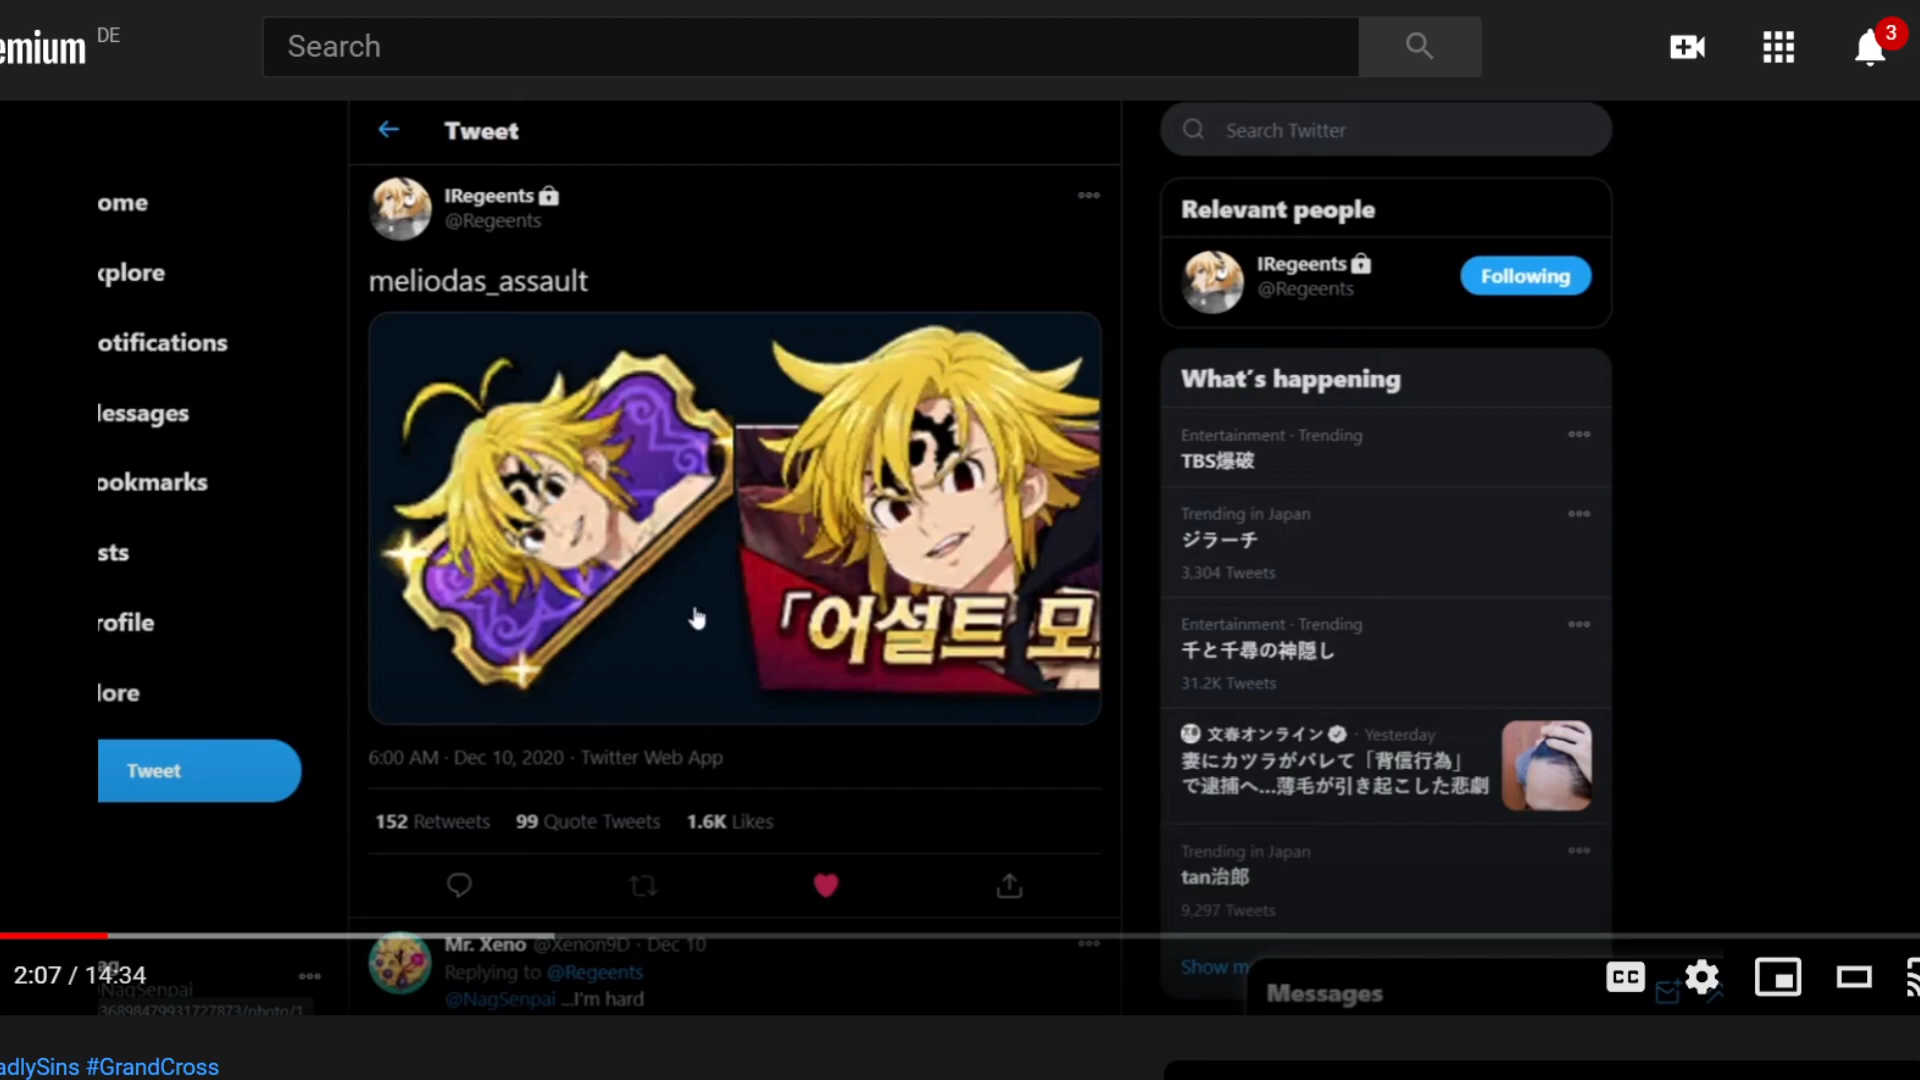 emium DE
Search
3
Tweet
IRegeents
@Regeents
meliodas_assault
「어설트 모
6:00 AM · Dec 10, 2020 · Twitter Web App
152 Retweets 99 Quote Tweets 1.6K Likes
Mr. Xeno @Xenon9D · Dec 10
Replying to @Regeents
@NagSenpai ...I'm hard
ome
xplore
otifications
lessages
ookmarks
sts
rofile
lore
Tweet
NagSenpai
36898479931727873/photo/1
2:07 / 14:34
Search Twitter
Relevant people
IRegeents
@Regeents
Following
What's happening
Entertainment · Trending
TBS爆破
Trending in Japan
ジラーチ
3,304 Tweets
Entertainment · Trending
千と千尋の神隠し
31.2K Tweets
文春オンライン · Yesterday
妻にカツラがバレて「背信行為」
で逮捕へ...薄毛が引き起こした悲劇
Trending in Japan
tan治郎
9,297 Tweets
Show m
Messages
CC
adlySins #GrandCross